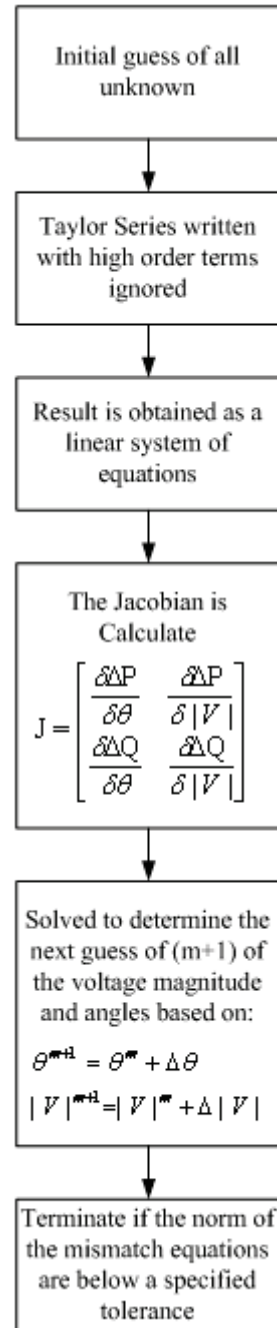 Initial guess of all
unknown
Taylor Series written
with high order terms
ignored
Result is obtained as a
linear system of
equations
The Jacobian is
Calculate
J = [ δΔP/δθ δΔP/δ|V|
δΔQ/δθ δΔQ/δ|V| ]
Solved to determine the
next guess of (m+1) of
the voltage magnitude
and angles based on:
θ^{m+1} = θ^m + Δθ
|V|^{m+1}=|V|^m + Δ|V|
Terminate if the norm of
the mismatch equations
are below a specified
tolerance